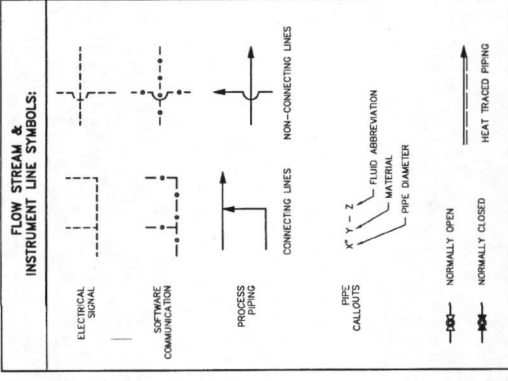 FLOW STREAM &
INSTRUMENT LINE SYMBOLS:
ELECTRICAL
SIGNAL
SOFTWARE
COMMUNICATION
PROCESS
PIPING
CONNECTING LINES
NON-CONNECTING LINES
PIPE
CALLOUTS
X" Y - Z
FLUID ABBREVIATION
MATERIAL
PIPE DIAMETER
NORMALLY OPEN
NORMALLY CLOSED
HEAT TRACED PIPING